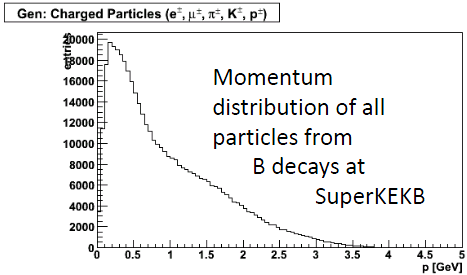 Gen: Charged Particles (e±, μ±, π±, K±, p±)
entries
20000
18000
16000
14000
12000
10000
8000
6000
4000
2000
0
Momentum
distribution of all
particles from
B decays at
SuperKEKB
0 0.5 1 1.5 2 2.5 3 3.5 4 4.5 5
p [GeV]